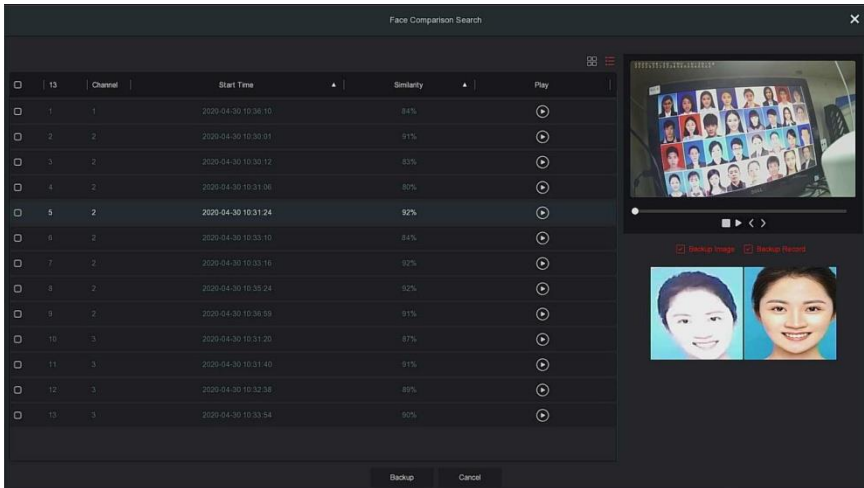 Face Comparison Search
13 Channel Start Time Similarity Play
1 1 2020-04-30 10:36:10 84%
2 2 2020-04-30 10:30:01 91%
3 2 2020-04-30 10:30:12 83%
4 2 2020-04-30 10:31:06 80%
5 2 2020-04-30 10:31:24 92%
6 2 2020-04-30 10:33:10 84%
7 2 2020-04-30 10:33:16 92%
8 2 2020-04-30 10:35:24 92%
9 2 2020-04-30 10:36:59 91%
10 3 2020-04-30 10:31:20 87%
11 3 2020-04-30 10:31:40 91%
12 3 2020-04-30 10:32:38 89%
13 3 2020-04-30 10:33:54 90%
Backup Image Backup Record
Backup Cancel